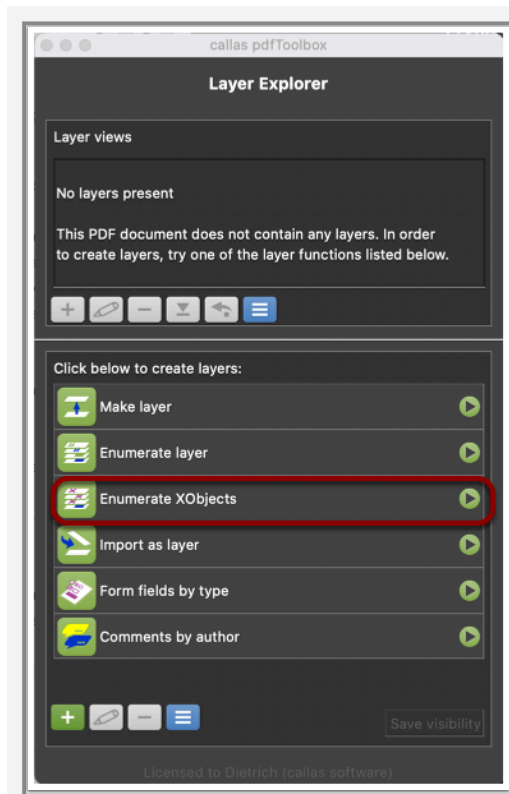 callas pdfToolbox
Layer Explorer
Layer views
No layers present
This PDF document does not contain any layers. In order
to create layers, try one of the layer functions listed below.
Click below to create layers:
Make layer
Enumerate layer
Enumerate XObjects
Import as layer
Form fields by type
Comments by author
Save visibility
Licensed to Dietrich (callas software)